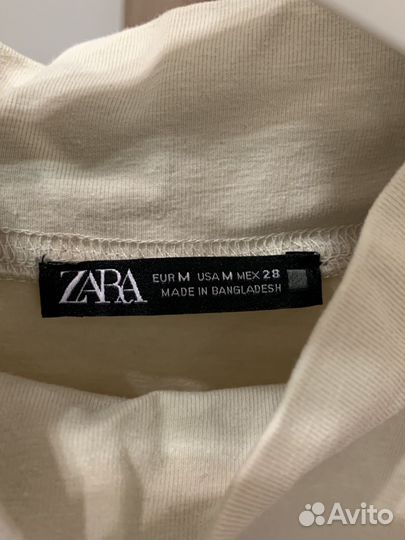 ZARA EUR M USA M MEX 28
MADE IN BANGLADESH
Avito